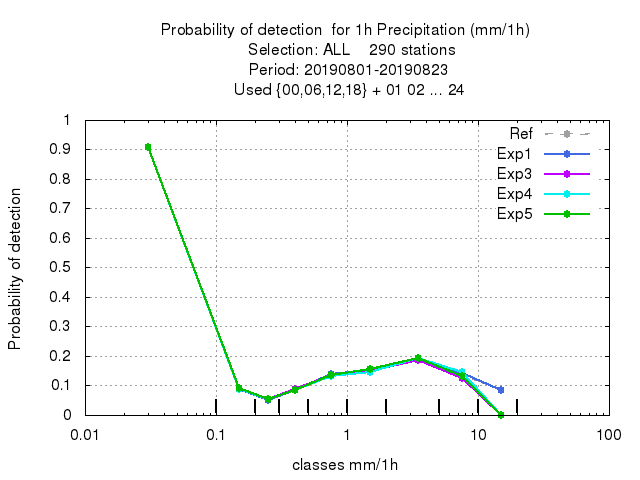 Probability of detection for 1h Precipitation (mm/1h)
Selection: ALL 290 stations
Period: 20190801-20190823
Used {00,06,12,18} + 01 02 ... 24
Ref
Exp1
Exp3
Exp4
Exp5
1
0.9
0.8
0.7
0.6
0.5
0.4
0.3
0.2
0.1
0
Probability of detection
0.01 0.1 1 10 100
classes mm/1h